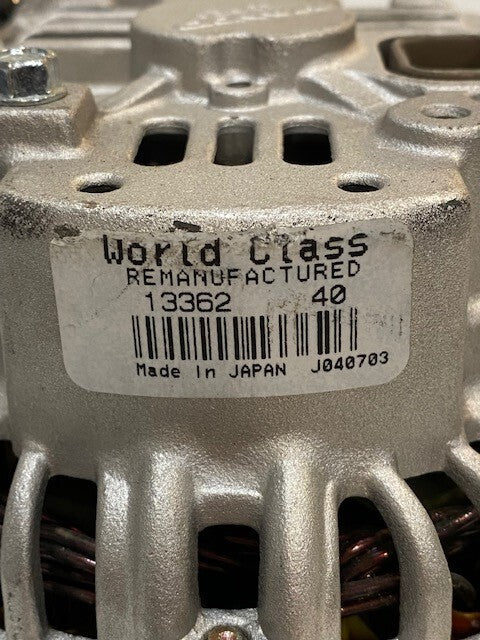 World Class
REMANUFACTURED
13362 40
Made In JAPAN J040703